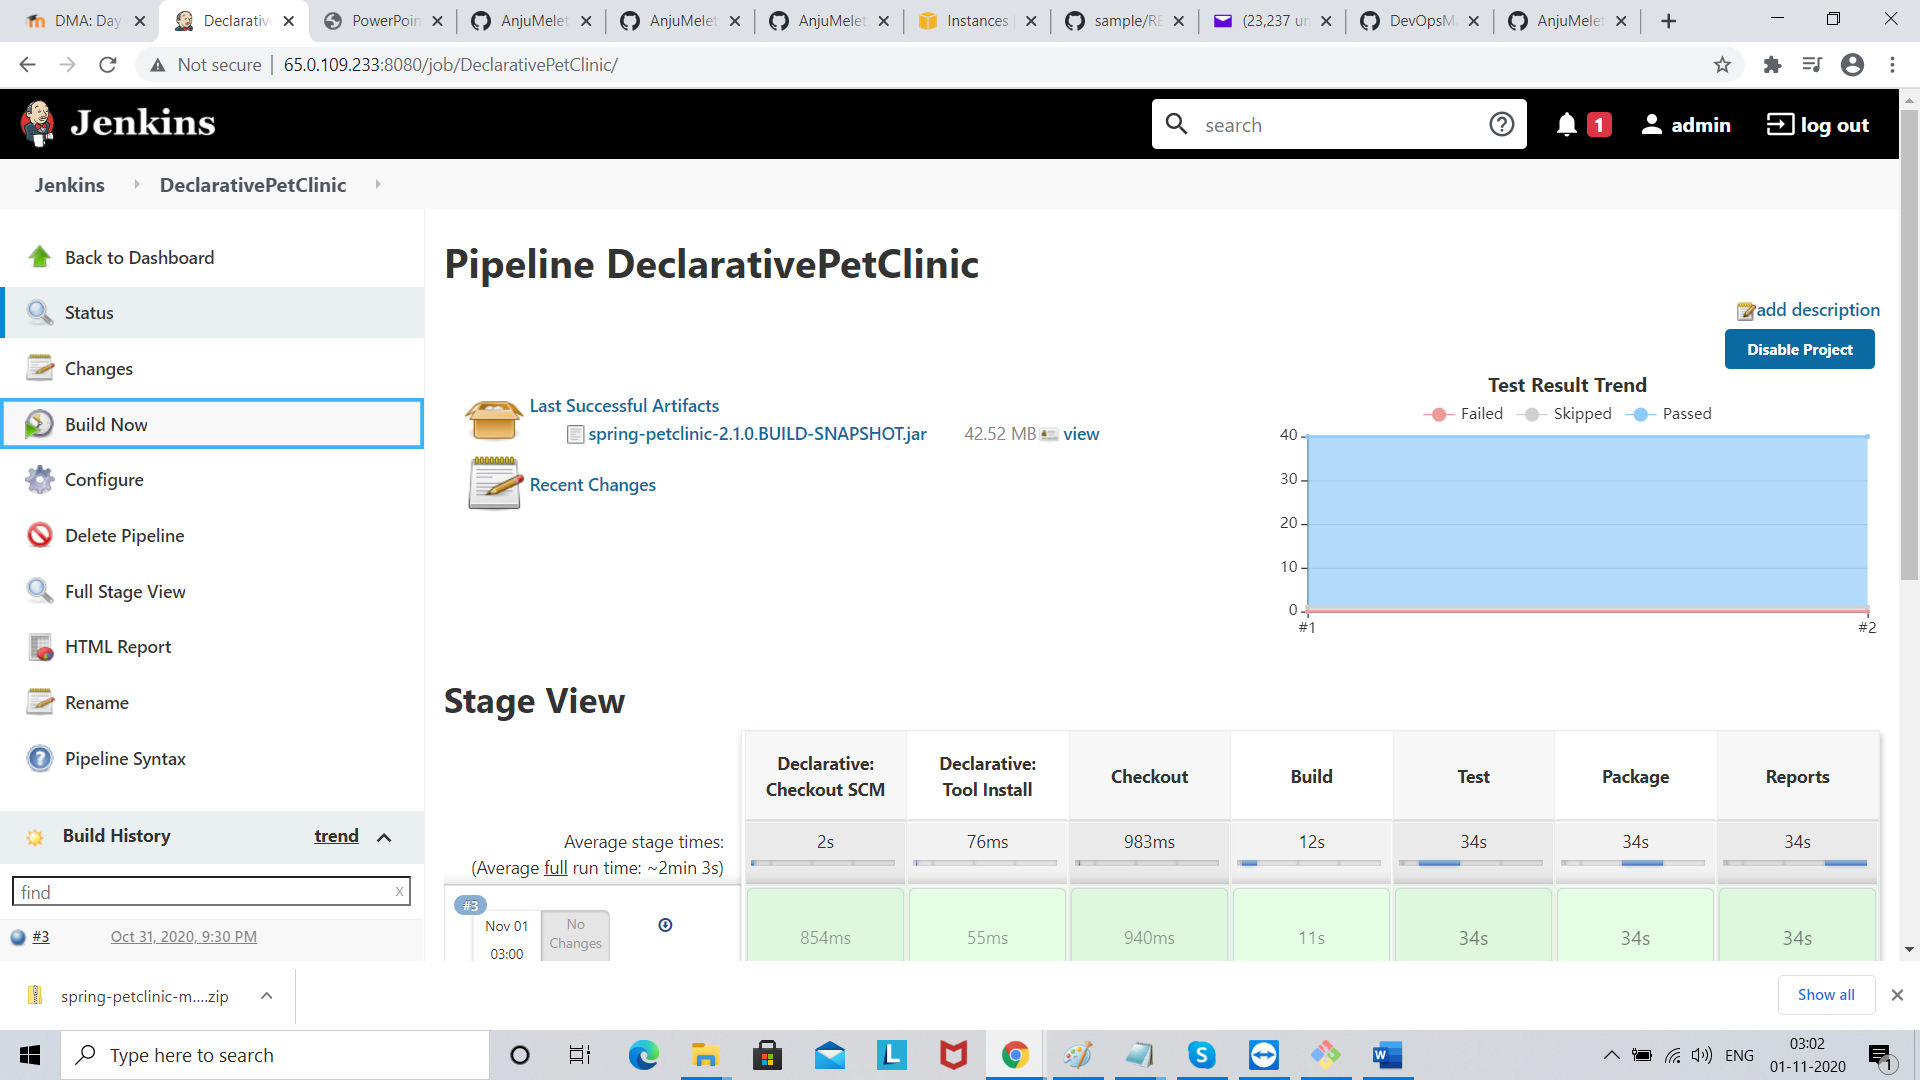 DMA: Day
Declarative
PowerPoin
AnjuMelet
AnjuMelet
AnjuMelet
Instances
sample/RE
(23,237 un
DevOpsMa
AnjuMelet
Not secure
65.0.109.233:8080/job/DeclarativePetClinic/
Jenkins
search
1
admin
log out
Jenkins
DeclarativePetClinic
Back to Dashboard
Status
Changes
Build Now
Configure
Delete Pipeline
Full Stage View
HTML Report
Rename
Pipeline Syntax
Build History
trend
find
x
#3
Oct 31, 2020, 9:30 PM
Pipeline DeclarativePetClinic
add description
Disable Project
Last Successful Artifacts
spring-petclinic-2.1.0.BUILD-SNAPSHOT.jar
42.52 MB
view
Recent Changes
Test Result Trend
Failed Skipped Passed
40
30
20
10
0
#1 #2
Stage View
Declarative: Declarative:
Checkout SCM Tool Install Checkout Build Test Package Reports
Average stage times:
(Average full run time: ~2min 3s)
2s 76ms 983ms 12s 34s 34s 34s
#3
Nov 01
03:00
No
Changes
854ms 55ms 940ms 11s 34s 34s 34s
spring-petclinic-m....zip
Show all
Type here to search
ENG
03:02
01-11-2020
1